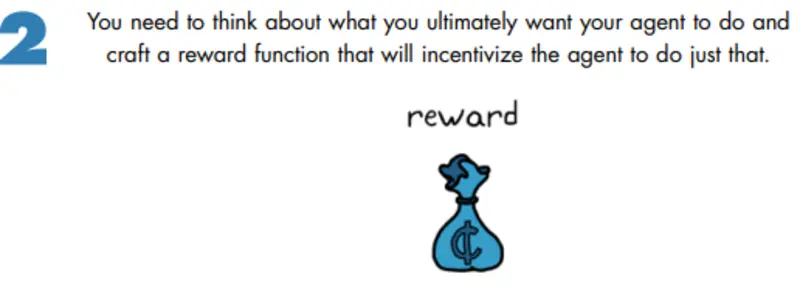 2
You need to think about what you ultimately want your agent to do and
craft a reward function that will incentivize the agent to do just that.
reward
¢